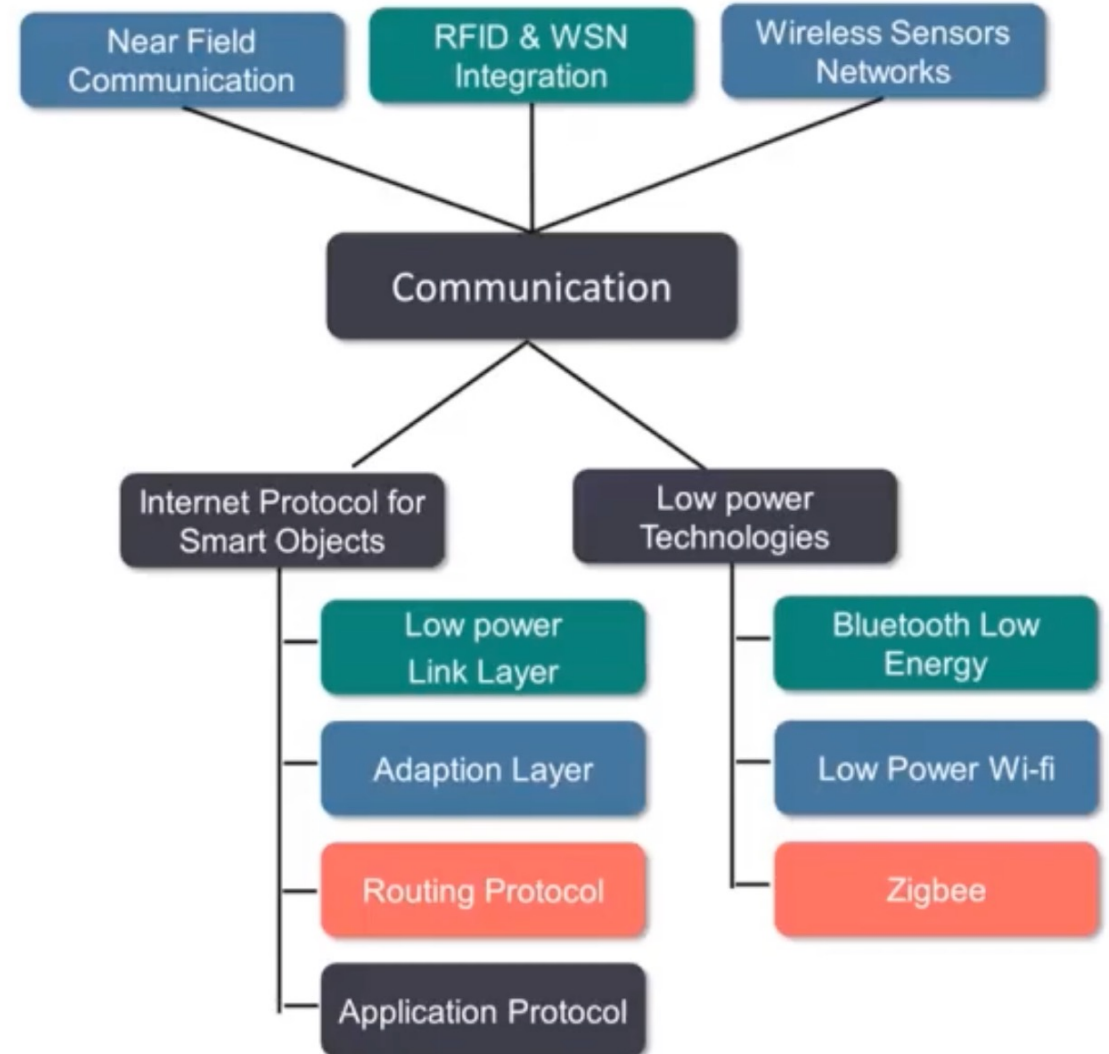 Near Field
Communication
RFID & WSN
Integration
Wireless Sensors
Networks
Communication
Internet Protocol for
Smart Objects
Low power
Technologies
Low power
Link Layer
Adaption Layer
Routing Protocol
Application Protocol
Bluetooth Low
Energy
Low Power Wi-fi
Zigbee